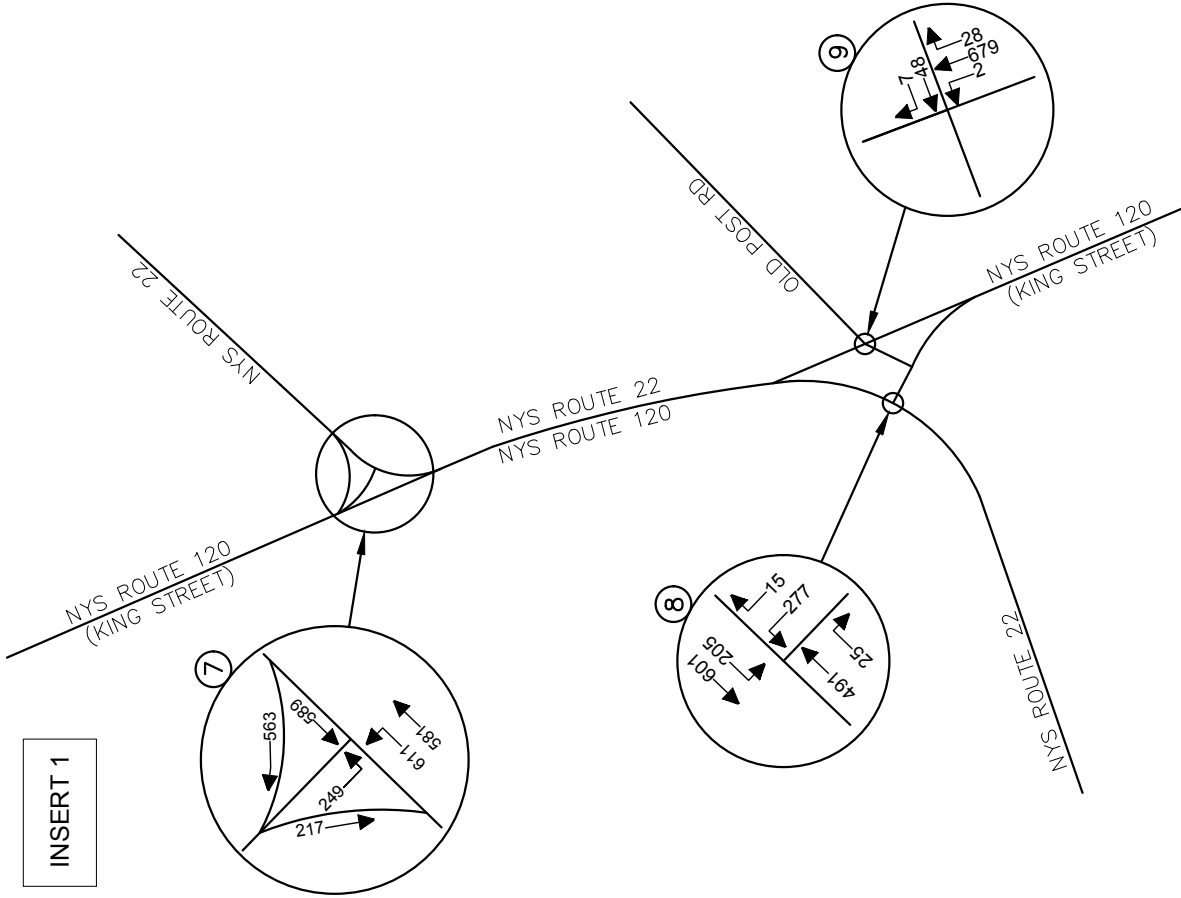 INSERT 1
NYS ROUTE 120
(KING STREET)
NYS ROUTE 22
7
563
589
249
217
611
581
NYS ROUTE 22
NYS ROUTE 120
OLD POST RD
9
7
48
28
679
2
NYS ROUTE 120
(KING STREET)
8
601
205
15
277
491
25
NYS ROUTE 22